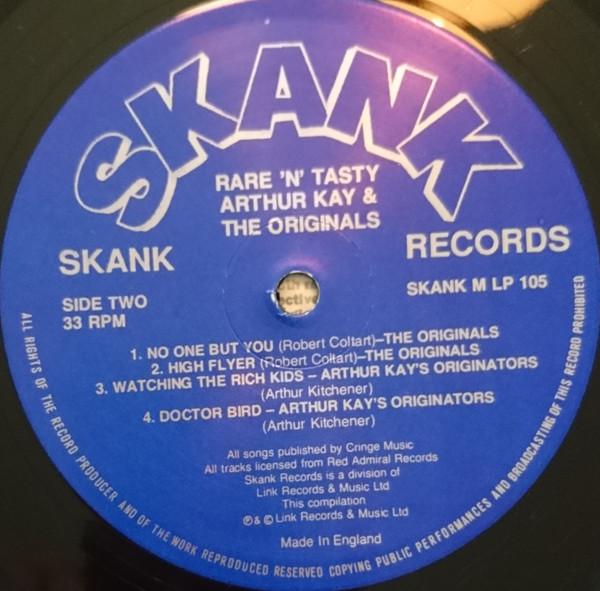 SKANK
RARE 'N' TASTY
ARTHUR KAY &
THE ORIGINALS
SKANK
RECORDS
SIDE TWO
33 RPM
SKANK M LP 105
ctive
1. NO ONE BUT YOU (Robert Coltart)–THE ORIGINALS
2. HIGH FLYER (Robert Coltart)–THE ORIGINALS
3. WATCHING THE RICH KIDS – ARTHUR KAY'S ORIGINATORS
(Arthur Kitchener)
4. DOCTOR BIRD – ARTHUR KAY'S ORIGINATORS
(Arthur Kitchener)
All songs published by Cringe Music
All tracks licensed from Red Admiral Records
Skank Records is a division of
Link Records & Music Ltd
This compilation
℗ & © Link Records & Music Ltd
Made in England
ALL RIGHTS OF THE RECORD PRODUCER AND OF THE WORK REPRODUCED RESERVED COPYING PUBLIC PERFORMANCES AND BROADCASTING OF THIS RECORD PROHIBITED